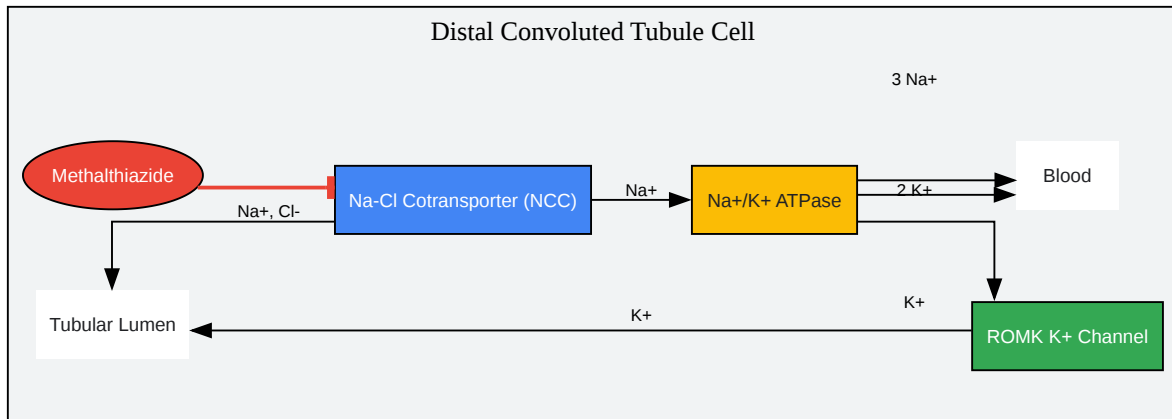 Distal Convoluted Tubule Cell
3 Na+
Methalthiazide
Na-Cl Cotransporter (NCC)
Na+
Na+/K+ ATPase
2 K+
Blood
Na+, Cl-
Tubular Lumen
K+
K+
ROMK K+ Channel